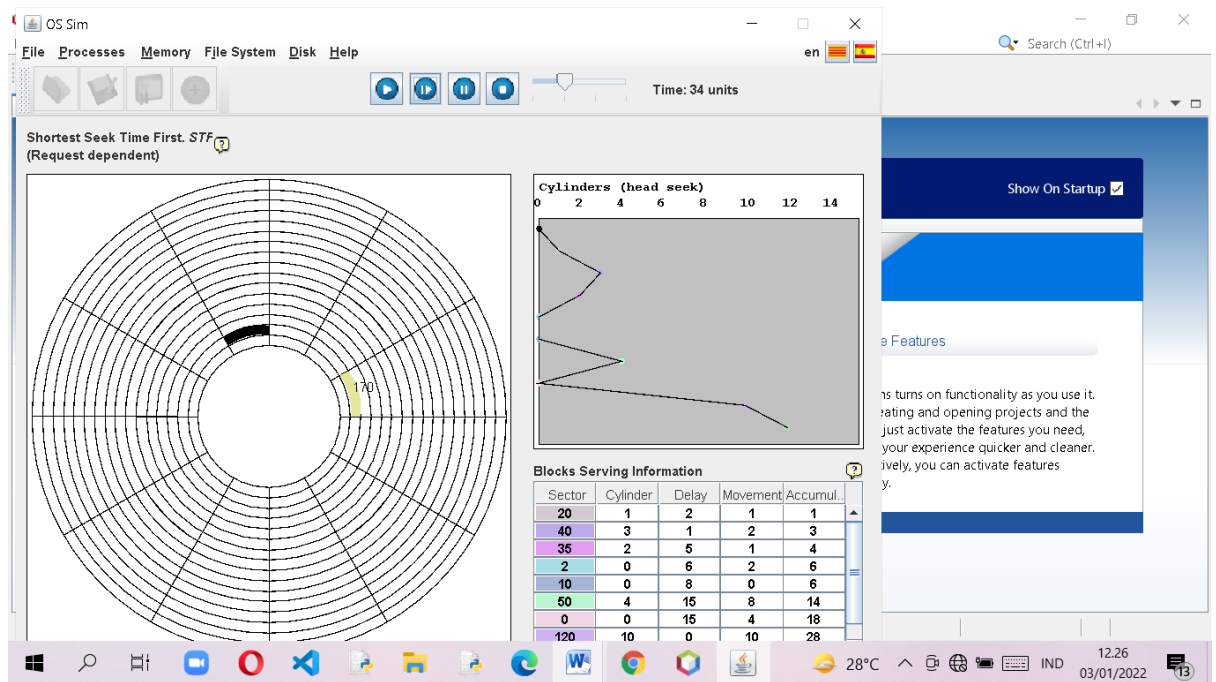 OS Sim
Search (Ctrl+I)
File Processes Memory File System Disk Help
en
Time: 34 units
Shortest Seek Time First. STF
(Request dependent)
Show On Startup
Cylinders (head seek)
0 2 4 6 8 10 12 14
170
e Features
ns turns on functionality as you use it.
eating and opening projects and the
just activate the features you need,
your experience quicker and cleaner.
tively, you can activate features
y.
Blocks Serving Information
Sector Cylinder Delay Movement Accumul..
20 1 2 1 1
40 3 1 2 3
35 2 5 1 4
2 0 6 2 6
10 0 8 0 6
50 4 15 8 14
0 0 15 4 18
120 10 0 10 28
28°C
IND
12.26
03/01/2022
13